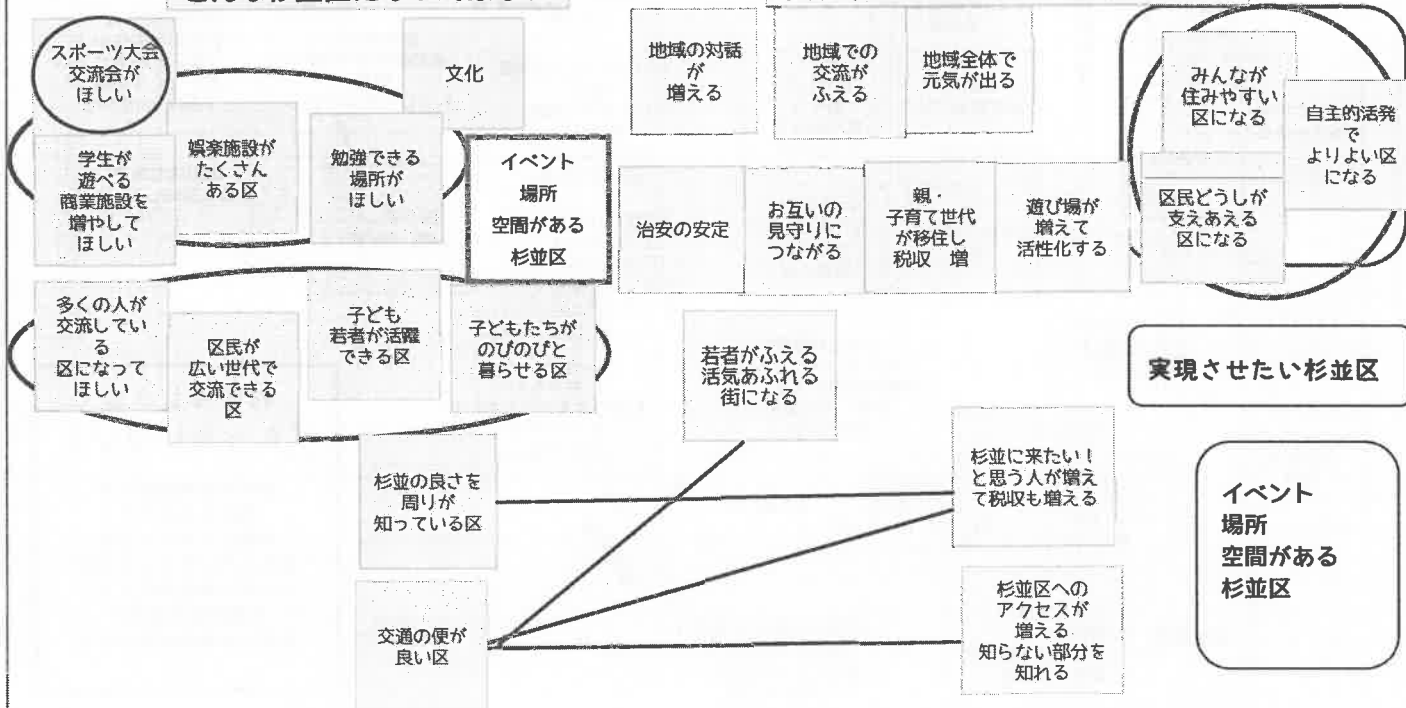 スポーツ大会
交流会が
ほしい
文化
学生が
遊べる
商業施設を
増やして
ほしい
娯楽施設が
たくさん
ある区
勉強できる
場所が
ほしい
イベント
場所
空間がある
杉並区
多くの人が
交流してい
る
区になって
ほしい
区民が
広い世代で
交流できる
区
子ども
若者が活躍
できる区
子どもたちが
のびのびと
暮らせる区
杉並の良さを
周りが
知っている区
交通の便が
良い区
地域の対話
が
増える
地域での
交流が
ふえる
地域全体で
元気が出る
治安の安定
お互いの
見守りに
つながる
親・
子育て世代
が移住し
税収 増
遊び場が
増えて
活性化する
みんなが
住みやすい
区になる
自主的活発
で
よりよい区
になる
区民どうしが
支えあえる
区になる
若者がふえる
活気あふれる
街になる
杉並に来たい!
と思う人が増え
て税収も増える
杉並区への
アクセスが
増える
知らない部分を
知れる
実現させたい杉並区
イベント
場所
空間がある
杉並区